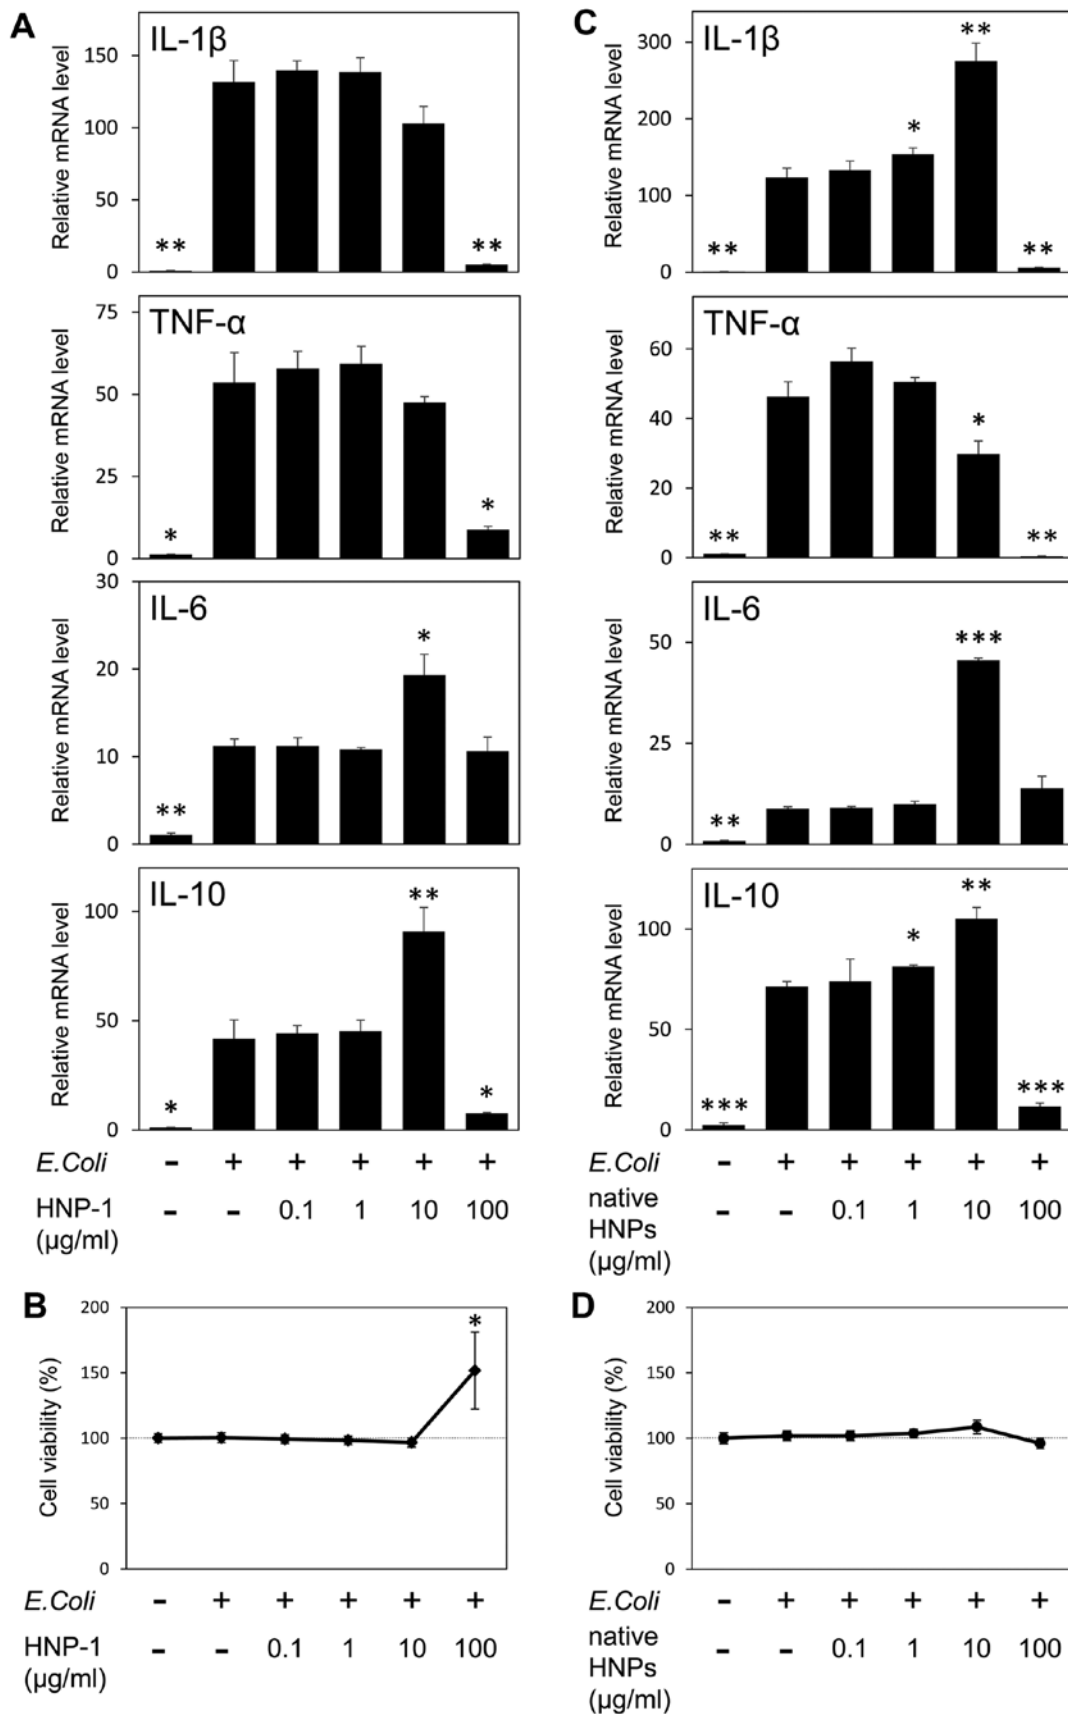 A
IL-1β
Relative mRNA level
150
100
50
0
**
**
TNF-α
Relative mRNA level
75
50
25
0
*
*
IL-6
Relative mRNA level
30
20
10
0
**
*
IL-10
Relative mRNA level
100
50
0
*
**
*
E.Coli - + + + + +
HNP-1 - - 0.1 1 10 100
(µg/ml)
B
Cell viability (%)
200
150
100
50
0
*
E.Coli - + + + + +
HNP-1 - - 0.1 1 10 100
(µg/ml)
C
IL-1β
Relative mRNA level
300
200
100
0
**
*
**
**
TNF-α
Relative mRNA level
60
40
20
0
**
*
**
IL-6
Relative mRNA level
50
25
0
**
***
IL-10
Relative mRNA level
100
50
0
***
*
**
***
E.Coli - + + + + +
native
HNPs - - 0.1 1 10 100
(µg/ml)
D
Cell viability (%)
200
150
100
50
0
E.Coli - + + + + +
native
HNPs - - 0.1 1 10 100
(µg/ml)